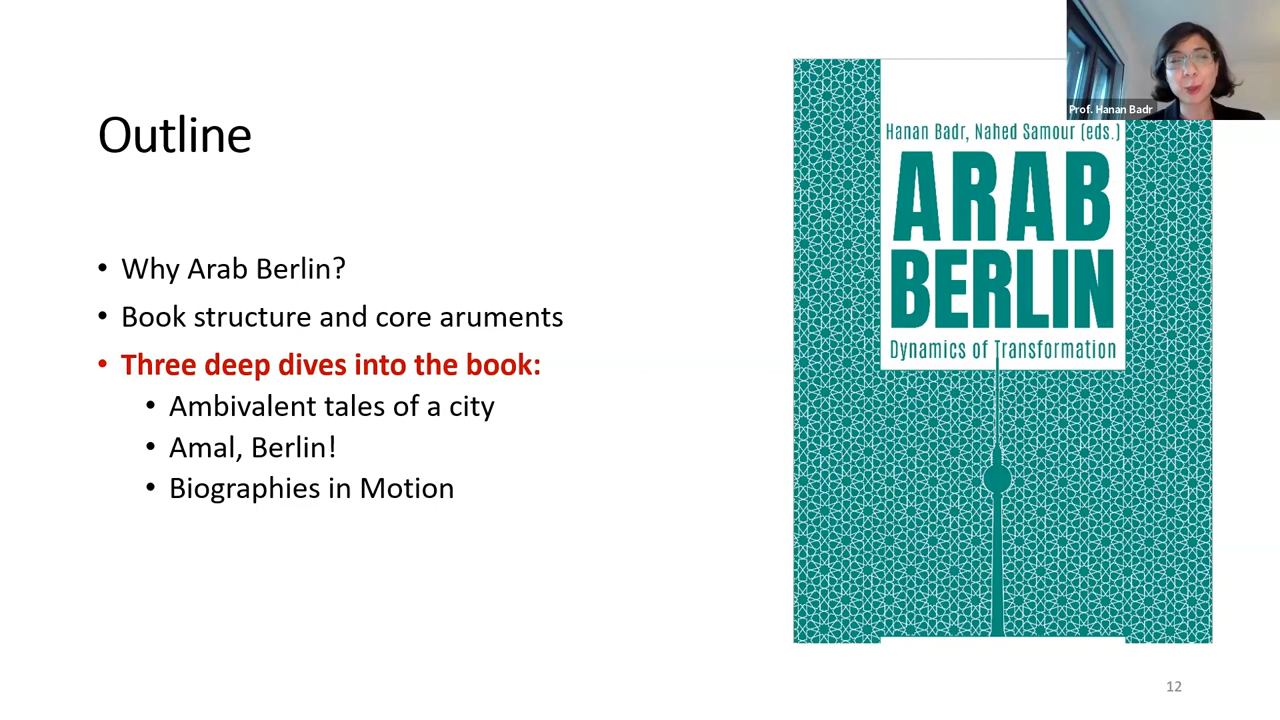 Outline
• Why Arab Berlin?
• Book structure and core aruments
• Three deep dives into the book:
• Ambivalent tales of a city
• Amal, Berlin!
• Biographies in Motion
Prof. Hanan Badr
Hanan Badr, Nahed Samour (eds.)
ARAB
BERLIN
Dynamics of Transformation
12